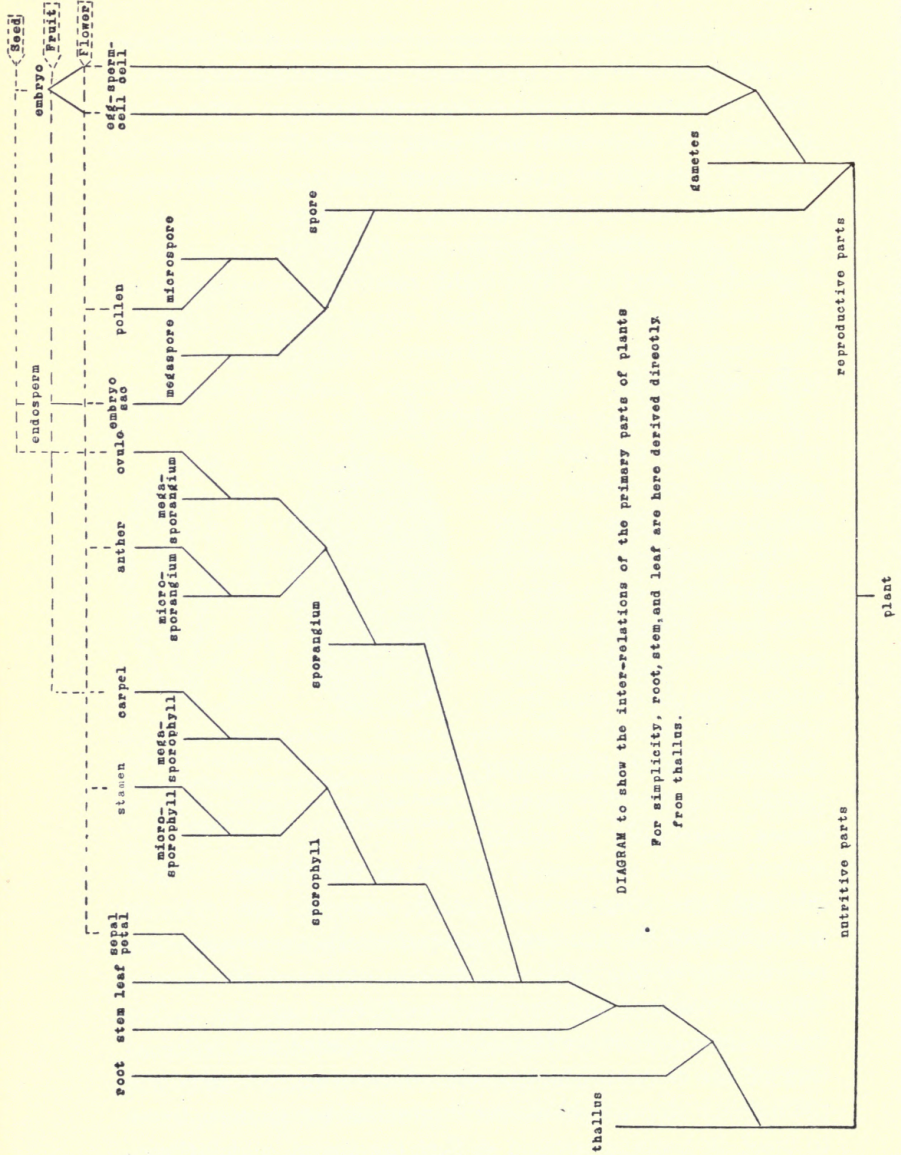 Seed
endosperm embryo Fruit
Flower
root stem leaf sepal
petal
stamen
carpel
anther
ovule
embryo
sac
pollen
egg-
cell
sperm-
cell
micro-
sporophyll
mega-
sporophyll
micro-
sporangium
mega-
sporangium
megaspore
microspore
sporophyll
sporangium
spore
thallus
DIAGRAM to show the inter-relations of the primary parts of plants
For simplicity, root, stem, and leaf are here derived directly
from thallus.
gametes
nutritive parts
reproductive parts
plant